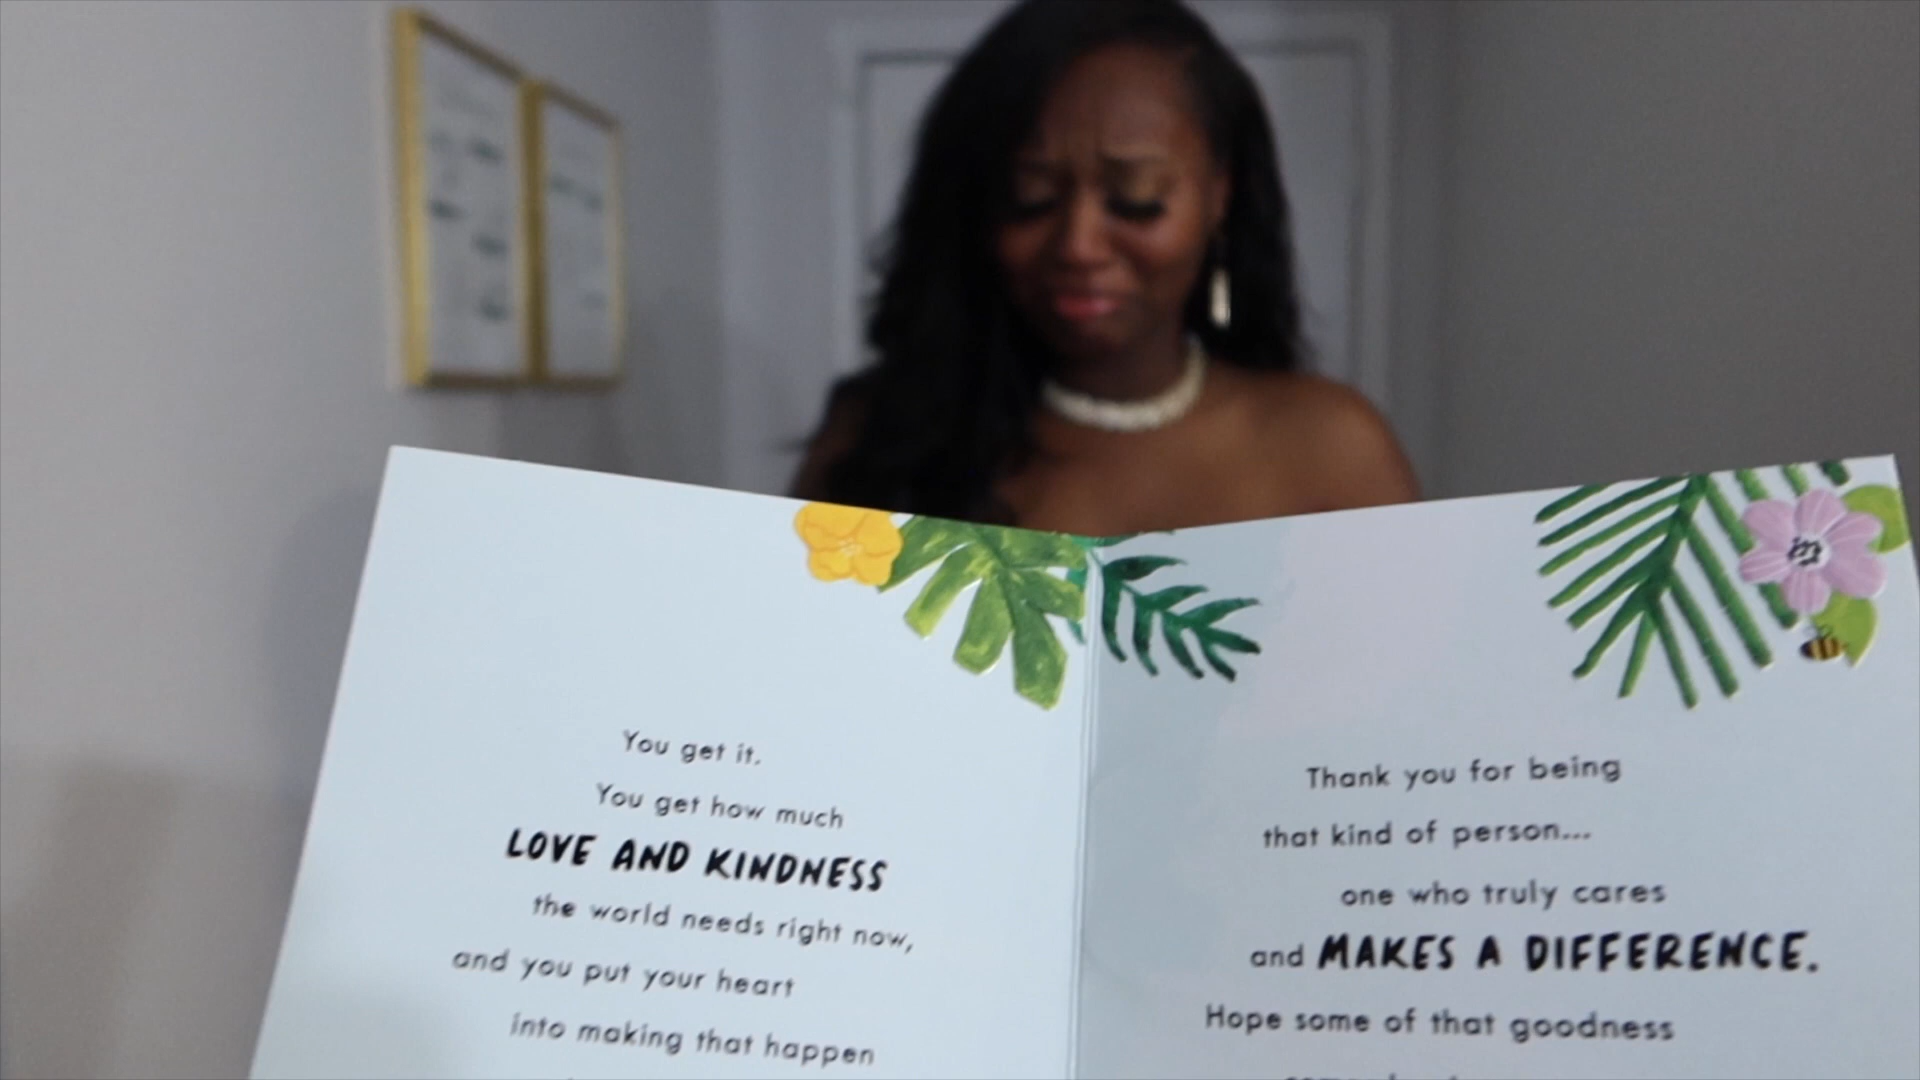 You get it.
You get how much
LOVE AND KINDNESS
the world needs right now,
and you put your heart
into making that happen
Thank you for being
that kind of person...
one who truly cares
and MAKES A DIFFERENCE.
Hope some of that goodness